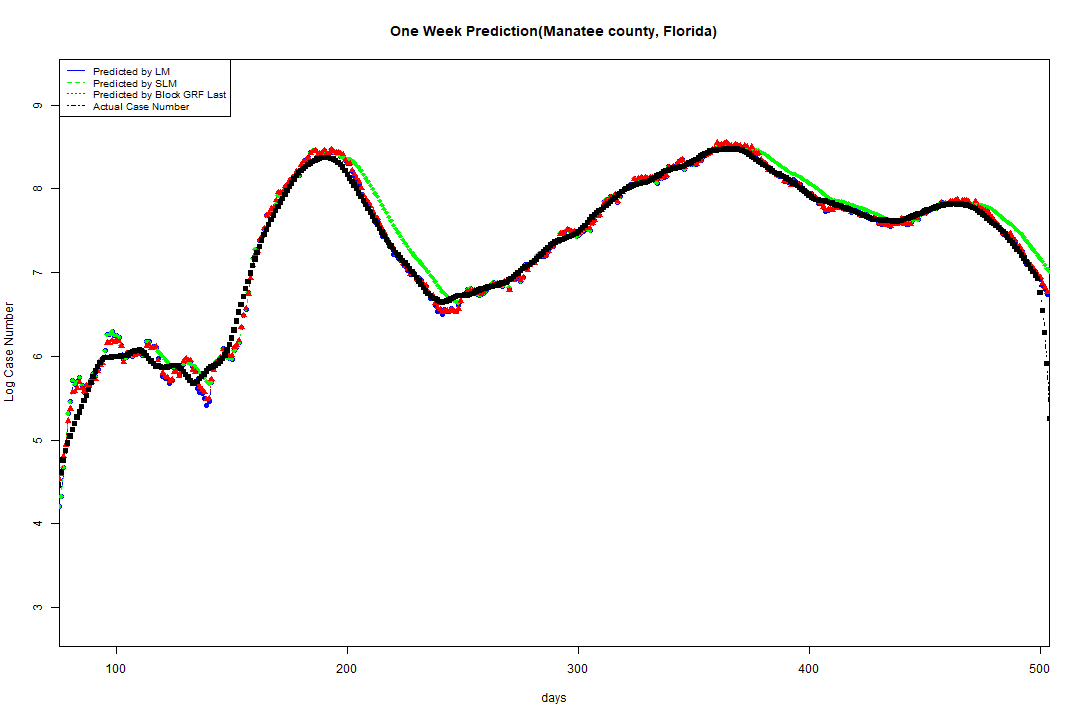 One Week Prediction(Manatee county, Florida)
Predicted by LM
Predicted by SLM
Predicted by Block GRF Last
Actual Case Number
9
8
7
6
5
4
3
Log Case Number
100 200 300 400 500
days